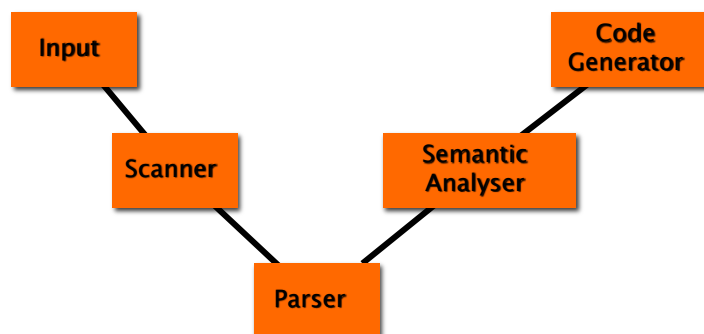 Input
Code
Generator
Scanner
Semantic
Analyser
Parser